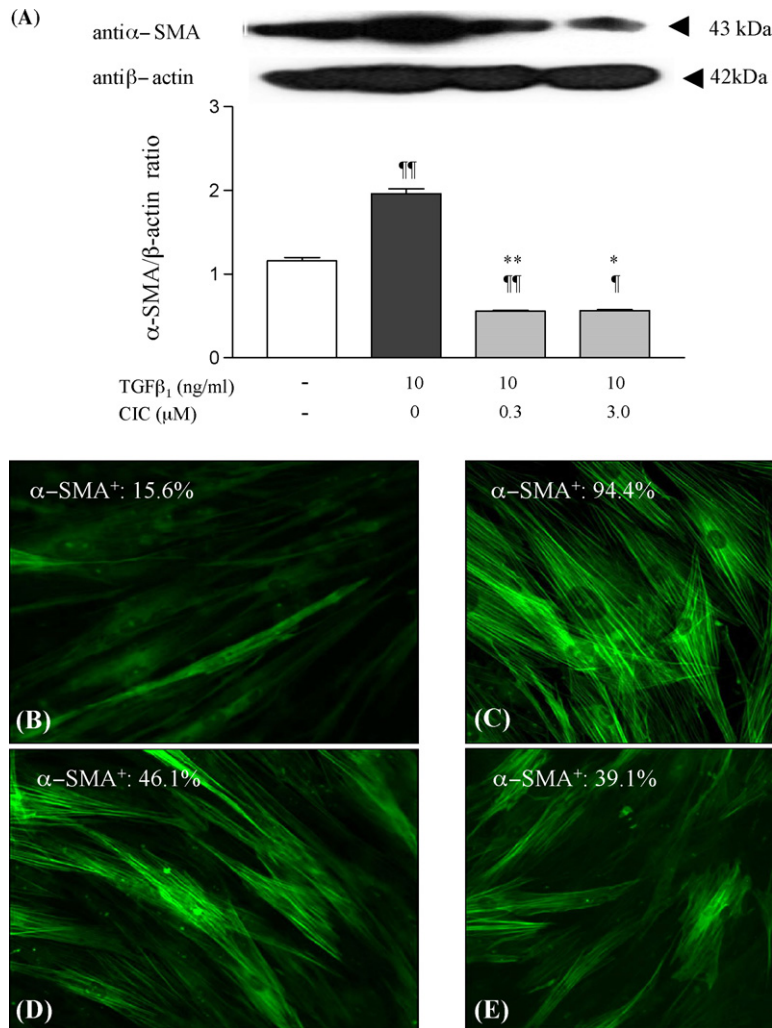 (A)
antiα- SMA 43 kDa
antiβ- actin 42kDa
α-SMA/β-actin ratio
3
2
1
0
¶¶
** *
¶¶ ¶
TGFβ₁ (ng/ml) - 10 10 10
CIC (μM) - 0 0.3 3.0
α-SMA⁺: 15.6%
(B)
α-SMA⁺: 94.4%
(C)
α-SMA⁺: 46.1%
(D)
α-SMA⁺: 39.1%
(E)